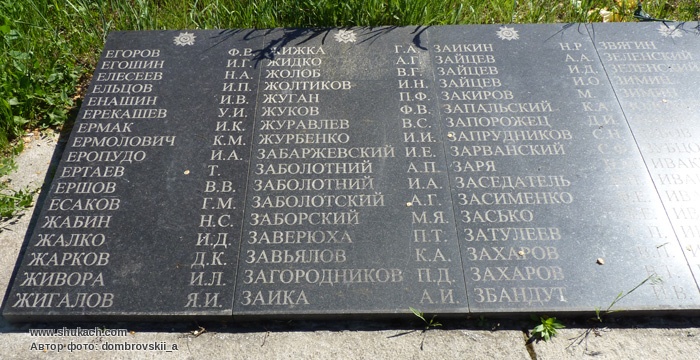 ЕГОРОВ Ф.В.
ЕГОШИН И.Г.
ЕЛЕСЕЕВ Н.А.
ЕЛЬЦОВ И.П.
ЕНАШИН И.В.
ЕРЕКАШЕВ У.И.
ЕРМАК И.К.
ЕРМОЛОВИЧ К.М.
ЕРОПУДО И.А.
ЕРТАЕВ Т.
ЕРШОВ В.В.
ЕСАКОВ Г.М.
ЖАБИН Н.С.
ЖАЛКО И.Д.
ЖАРКОВ Д.К.
ЖИВОРА И.Л.
ЖИГАЛОВ Я.И.
ЖИЖКА Г.А.
ЖИДКО А.Г.
ЖОЛОБ В.Г.
ЖОЛТИКОВ И.Н.
ЖУГАН П.Ф.
ЖУКОВ Ф.В.
ЖУРАВЛЕВ В.С.
ЖУРБЕНКО И.И.
ЗАБАРЖЕВСКИЙ И.Е.
ЗАБОЛОТНИЙ А.П.
ЗАБОЛОТНИЙ И.А.
ЗАБОЛОТСКИЙ А.Г.
ЗАБОРСКИЙ М.Я.
ЗАВЕРЮХА П.Т.
ЗАВЬЯЛОВ К.А.
ЗАГОРОДНИКОВ П.Д.
ЗАИКА А.И.
ЗАИКИН Н.Р.
ЗАЙЦЕВ А.Г.
ЗАЙЦЕВ И.Д.
ЗАЙЦЕВ И.О.
ЗАКИРОВ М.
ЗАПАЛЬСКИЙ К.А.
ЗАПОРОЖЕЦ Д.И.
ЗАПРУДНИКОВ
ЗАРВАНСКИЙ
ЗАРЯ
ЗАСЕДАТЕЛЬ
ЗАСИМЕНКО
ЗАСЬКО
ЗАТУЛЕЕВ
ЗАХАРОВ
ЗАХАРОВ
ЗБАНДУТ
ЗВЯГИН
ЗЕЛЕНСКИЙ
www.shukach.com
Автор фото: dombrovskii_a